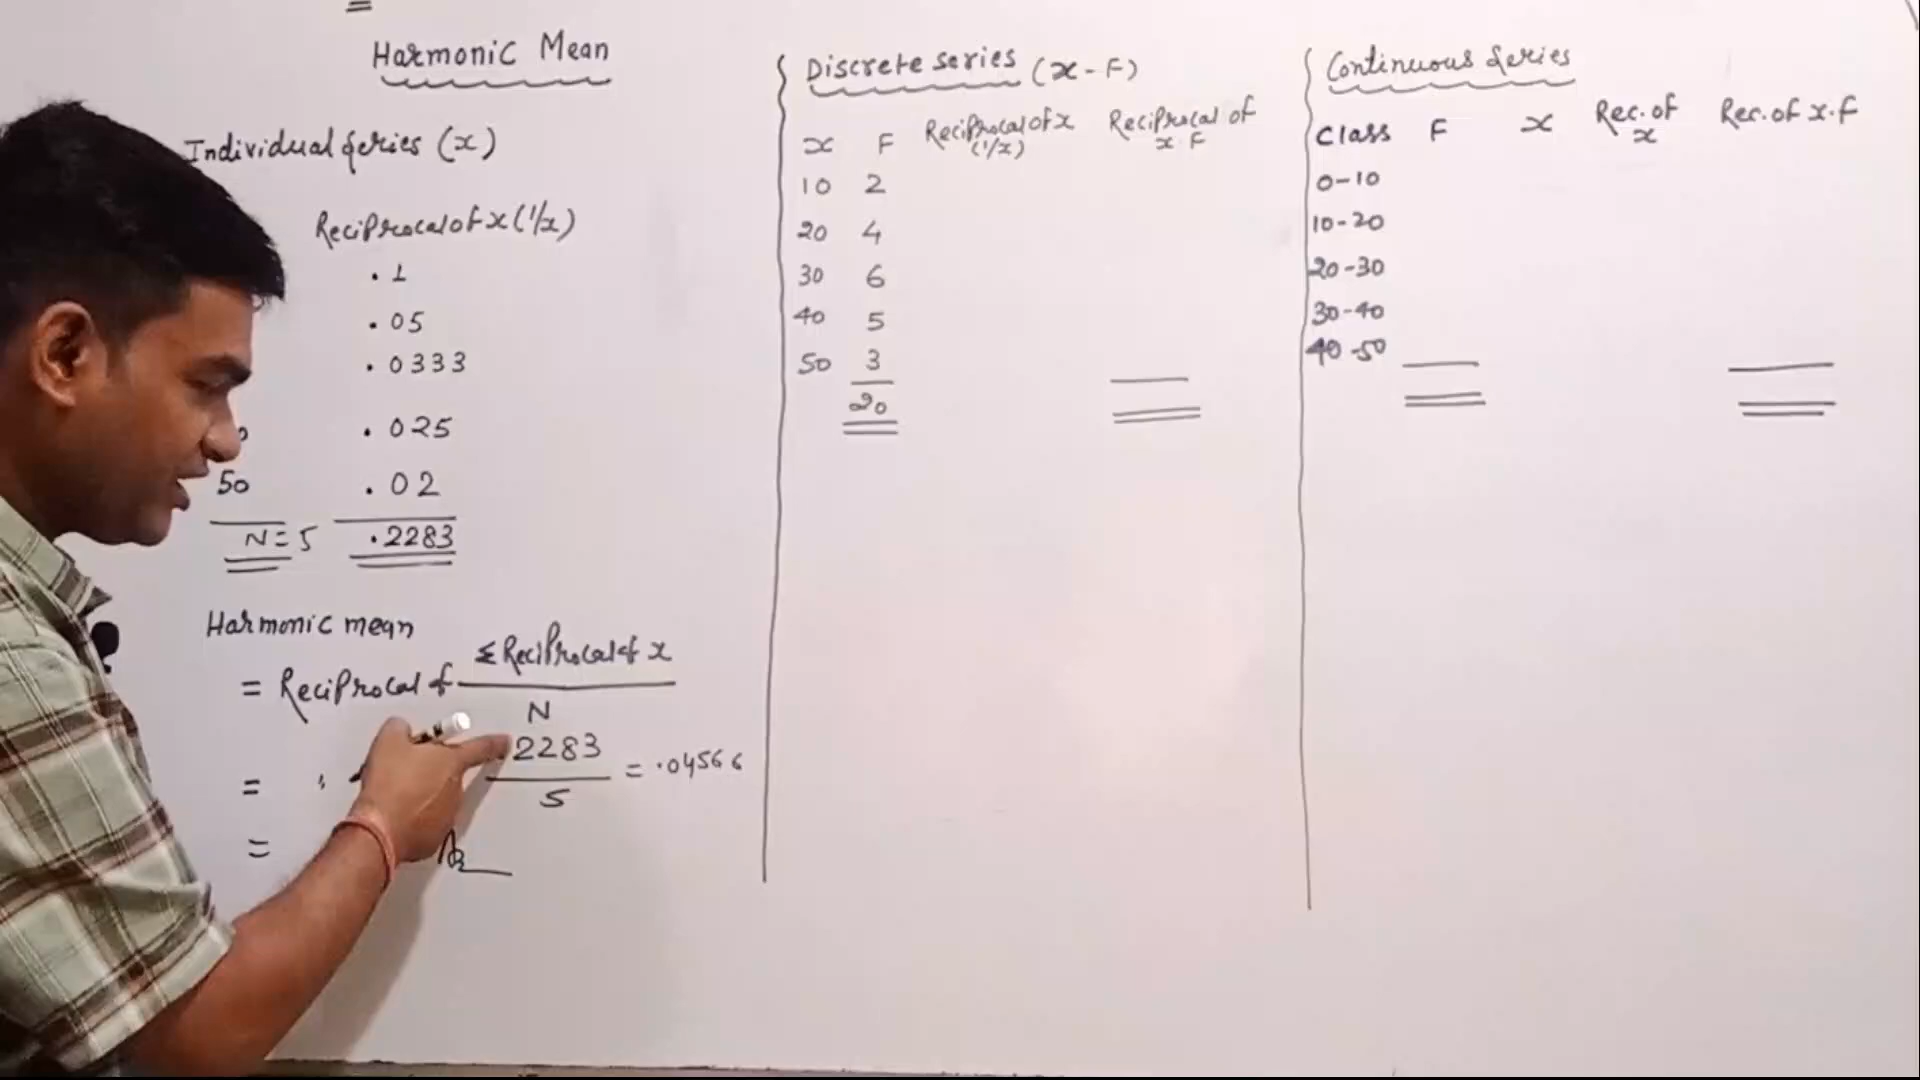 Harmonic Mean
Individual Series (x)
Reciprocal of x (1/x)
.1
.05
.0333
.025
50 .02
N = 5 .2283
Harmonic mean
= Reciprocal of Σ Reciprocal of x
N
= .2283 = .04566
5
=
Discrete series (x - F)
x F Reciprocal of x (1/x) Reciprocal of x F
10 2
20 4
30 6
40 5
50 3
20
Continuous Series
Class F x Rec. of x Rec. of x.F
0-10
10-20
20-30
30-40
40-50